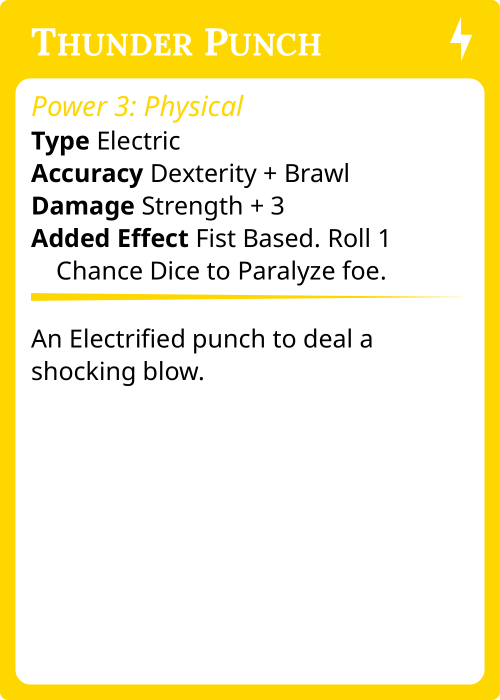 Thunder Punch
Power 3: Physical
Type Electric
Accuracy Dexterity + Brawl
Damage Strength + 3
Added Effect Fist Based. Roll 1
Chance Dice to Paralyze foe.
An Electrified punch to deal a
shocking blow.